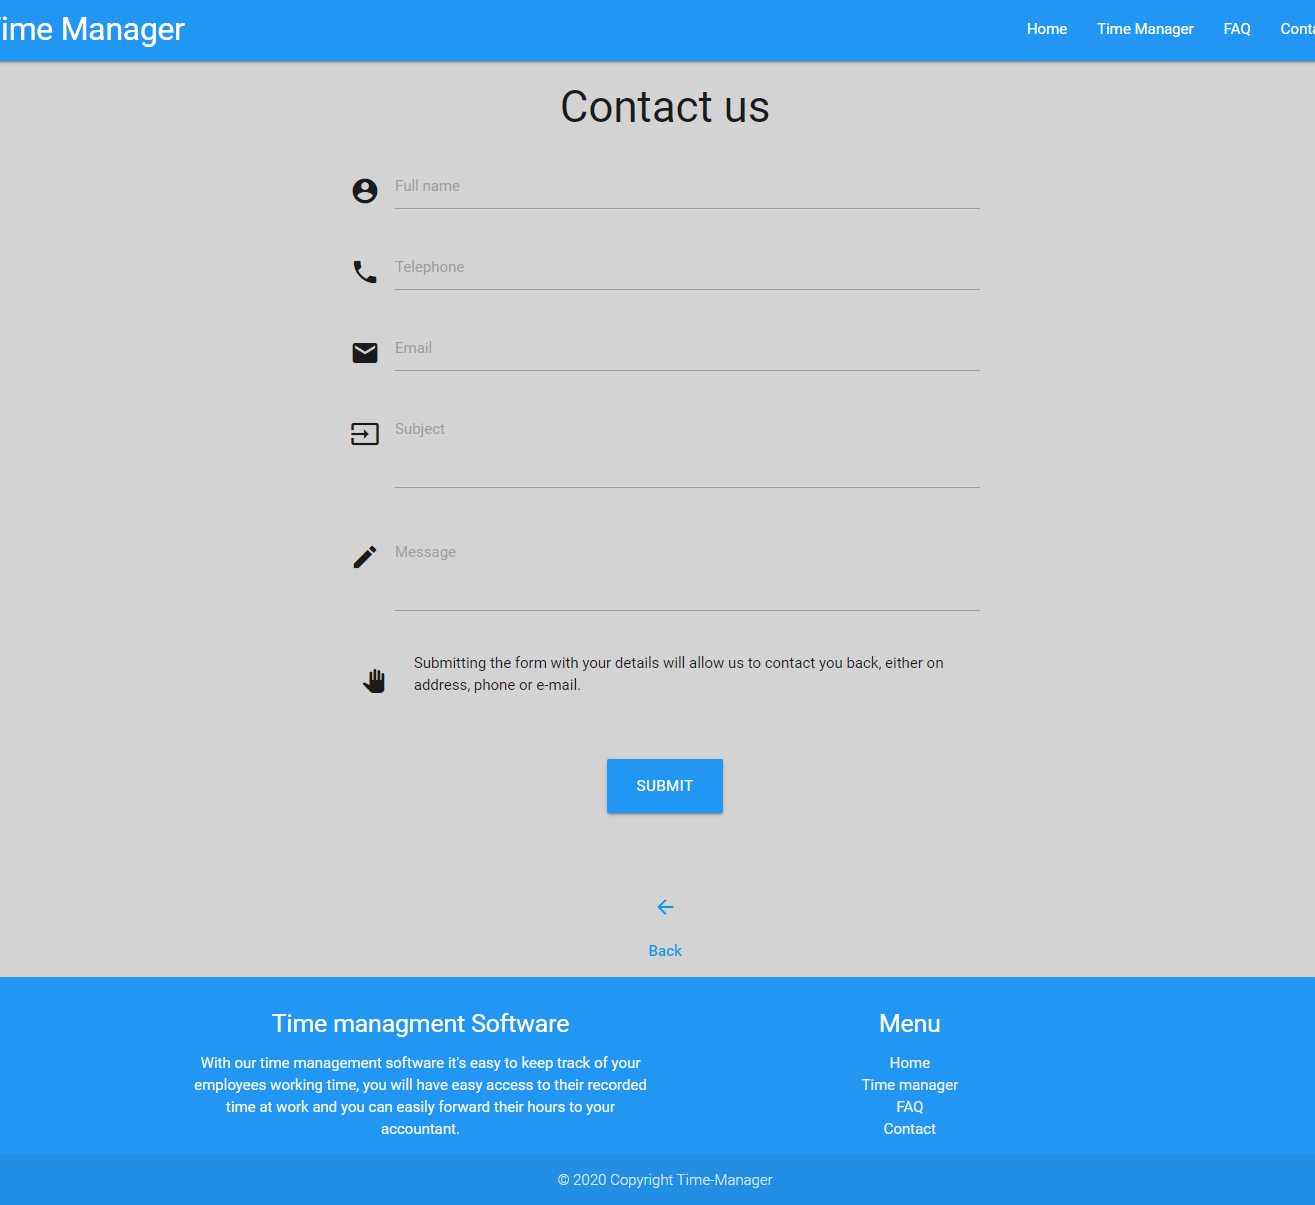 ime Manager
Home Time Manager FAQ Conta
Contact us
Full name
Telephone
Email
Subject
Message
Submitting the form with your details will allow us to contact you back, either on
address, phone or e-mail.
SUBMIT
Back
Time managment Software
With our time management software it's easy to keep track of your
employees working time, you will have easy access to their recorded
time at work and you can easily forward their hours to your
accountant.
Menu
Home
Time manager
FAQ
Contact
© 2020 Copyright Time-Manager